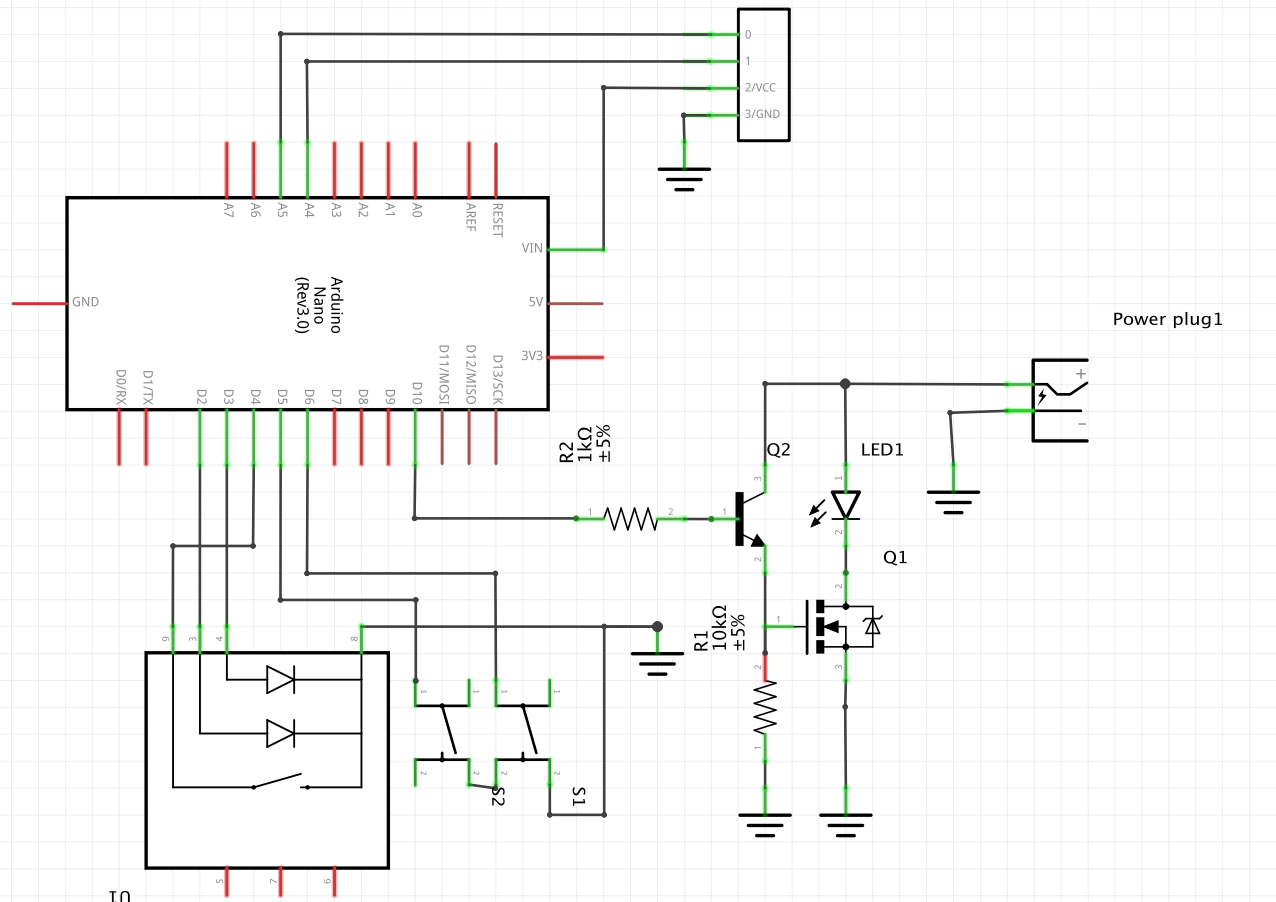 0
1
2/VCC
3/GND
A7
A6
A5
A4
A3
A2
A1
A0
AREF
RESET
VIN
GND
Arduino
Nano
(Rev3.0)
5V
3V3
Power plug1
D0/RX
D1/TX
D2
D3
D4
D5
D6
D7
D8
D9
D10
D11/MOSI
D12/MISO
D13/SCK
+
−
R2
1kΩ
±5%
1
2
Q2
3
1
2
LED1
1
2
Q1
2
1
3
R1
10kΩ
±5%
2
1
9
3
4
8
1
1
1
1
2
2
2
2
S2
S1
5
7
6
U1